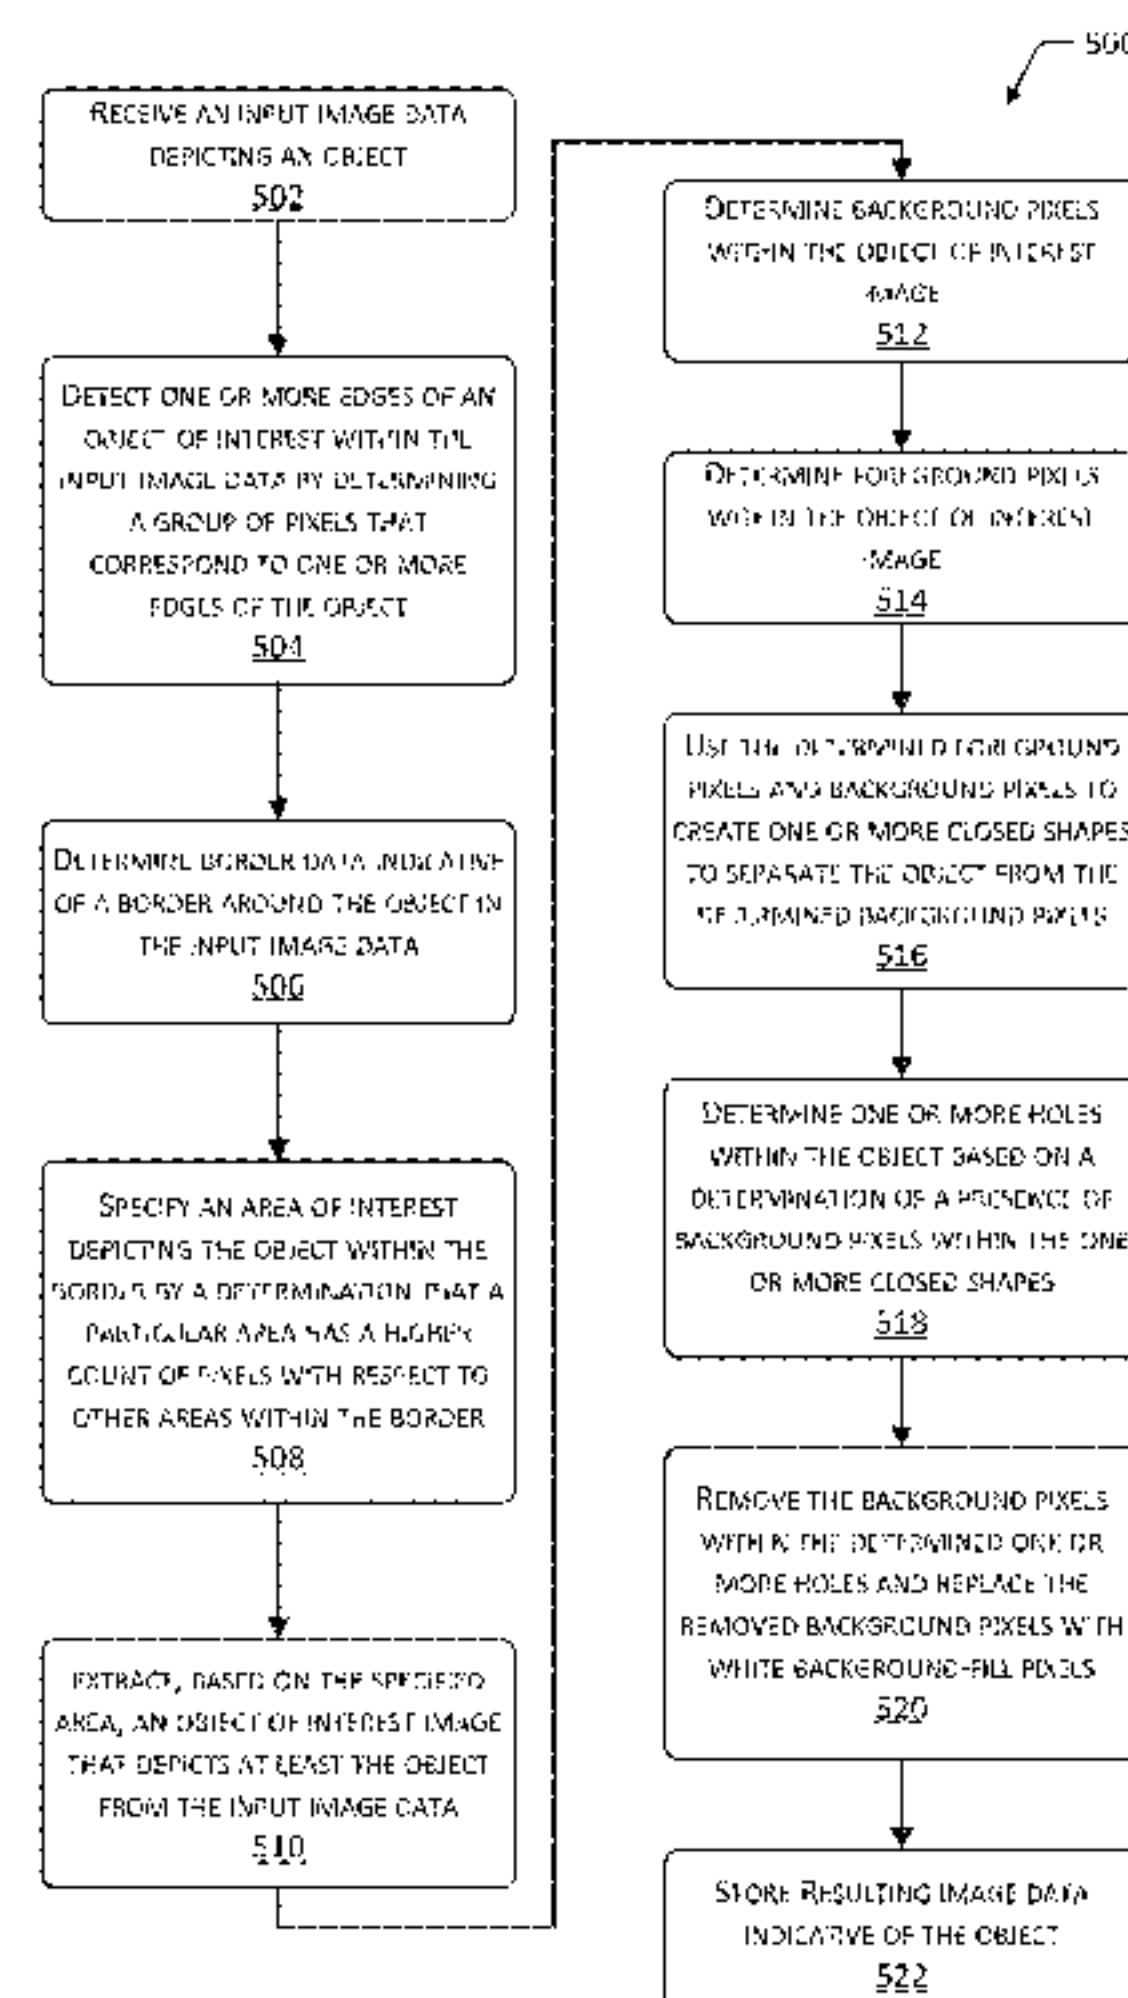 500
RECEIVE AN INPUT IMAGE DATA
DEPICTING AN OBJECT
502
DETECT ONE OR MORE EDGES OF AN
OBJECT OF INTEREST WITHIN THE
INPUT IMAGE DATA BY DETERMINING
A GROUP OF PIXELS THAT
CORRESPOND TO ONE OR MORE
EDGES OF THE OBJECT
504
DETERMINE BORDER DATA INDICATIVE
OF A BORDER AROUND THE OBJECT IN
THE INPUT IMAGE DATA
506
SPECIFY AN AREA OF INTEREST
DEPICTING THE OBJECT WITHIN THE
BORDER BY A DETERMINATION THAT A
PARTICULAR AREA HAS A HIGHER
COUNT OF PIXELS WITH RESPECT TO
OTHER AREAS WITHIN THE BORDER
508
EXTRACT, BASED ON THE SPECIFIED
AREA, AN OBJECT OF INTEREST IMAGE
THAT DEPICTS AT LEAST THE OBJECT
FROM THE INPUT IMAGE DATA
510
DETERMINE BACKGROUND PIXELS
WITHIN THE OBJECT OF INTEREST
IMAGE
512
DETERMINE FOREGROUND PIXELS
WITHIN THE OBJECT OF INTEREST
IMAGE
514
USE THE DETERMINED FOREGROUND
PIXELS AND BACKGROUND PIXELS TO
CREATE ONE OR MORE CLOSED SHAPES
TO SEPARATE THE OBJECT FROM THE
DETERMINED BACKGROUND PIXELS
516
DETERMINE ONE OR MORE HOLES
WITHIN THE OBJECT BASED ON A
DETERMINATION OF A PRESENCE OF
BACKGROUND PIXELS WITHIN THE ONE
OR MORE CLOSED SHAPES
518
REMOVE THE BACKGROUND PIXELS
WITHIN THE DETERMINED ONE OR
MORE HOLES AND REPLACE THE
REMOVED BACKGROUND PIXELS WITH
WHITE BACKGROUND-FILL PIXELS
520
STORE RESULTING IMAGE DATA
INDICATIVE OF THE OBJECT
522